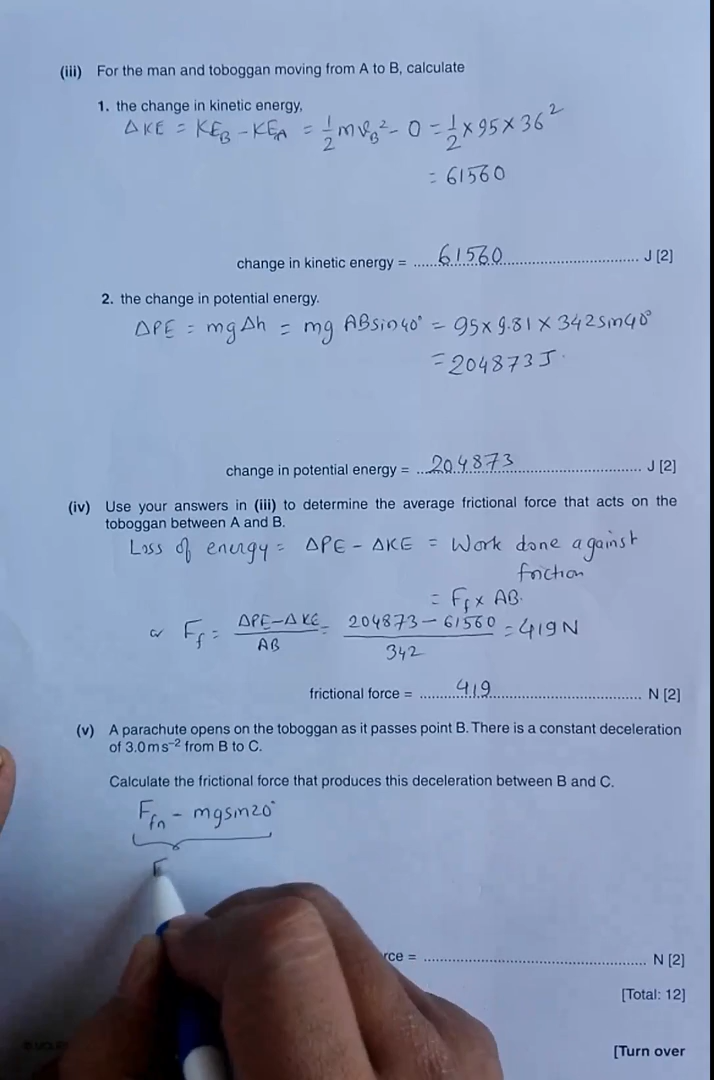 (iii) For the man and toboggan moving from A to B, calculate
1. the change in kinetic energy,
ΔKE = KE_B - KE_A = 1/2 mv_B² - 0 = 1/2 × 95 × 36²
= 61560
change in kinetic energy = ......61560...... J [2]
2. the change in potential energy.
ΔPE = mgΔh = mg ABsin40° = 95 × 9.81 × 342sin40°
= 204873 J.
change in potential energy = ...204873...... J [2]
(iv) Use your answers in (iii) to determine the average frictional force that acts on the
toboggan between A and B.
Loss of energy = ΔPE - ΔKE = Work done against
friction
= F_f × AB.
or F_f = (ΔPE-ΔKE)/AB = (204873 - 61560)/342 = 419 N
frictional force = ......419...... N [2]
(v) A parachute opens on the toboggan as it passes point B. There is a constant deceleration
of 3.0 m s⁻² from B to C.
Calculate the frictional force that produces this deceleration between B and C.
F_fn - mgsin20°
rce = ...... N [2]
[Total: 12]
[Turn over